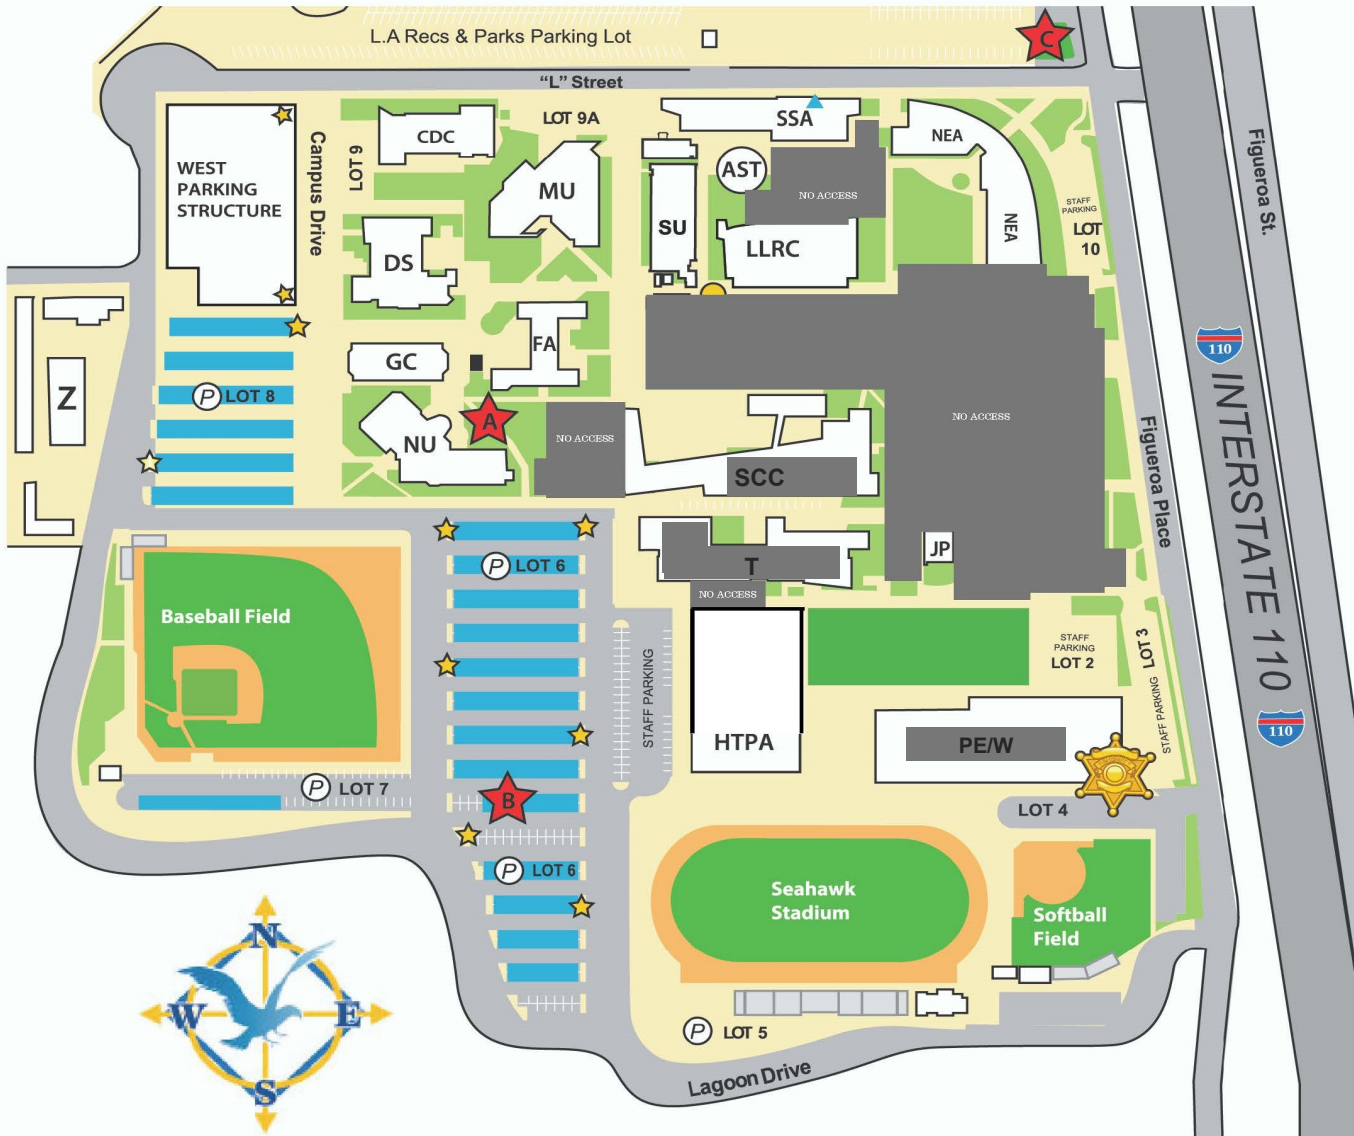 L.A Recs & Parks Parking Lot
C
“L” Street
LOT 9A
SSA
NEA
CDC
LOT 9
Campus Drive
WEST
PARKING
STRUCTURE
MU
AST
NO ACCESS
SU
LLRC
NEA
STAFF
PARKING
LOT
10
Figueroa St.
DS
FA
GC
110
INTERSTATE 110
Z
P LOT 8
A
NU
NO ACCESS
NO ACCESS
SCC
Figueroa Place
P LOT 6
T
JP
NO ACCESS
Baseball Field
STAFF PARKING
STAFF
PARKING
LOT 2
LOT 3
STAFF PARKING
HTPA
PE/W
110
P LOT 7
B
LOT 4
P LOT 6
Seahawk
Stadium
Softball
Field
N
W
E
S
P LOT 5
Lagoon Drive